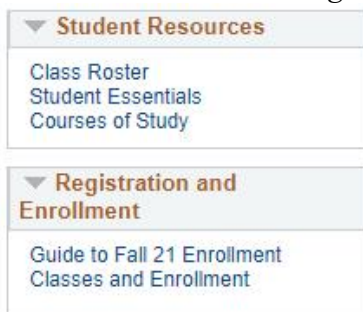 Student Resources
Class Roster
Student Essentials
Courses of Study
Registration and
Enrollment
Guide to Fall 21 Enrollment
Classes and Enrollment